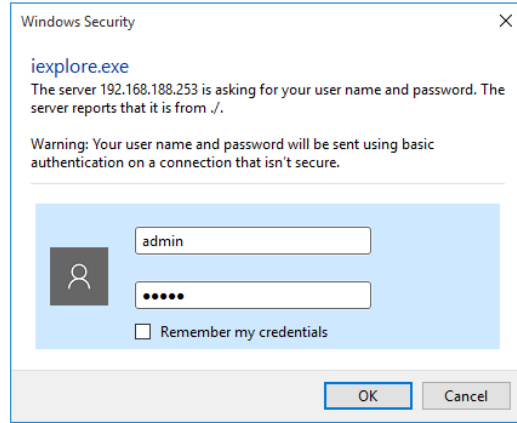 Windows Security
iexplore.exe
The server 192.168.188.253 is asking for your user name and password. The
server reports that it is from ./.
Warning: Your user name and password will be sent using basic
authentication on a connection that isn't secure.
admin
●●●●●
Remember my credentials
OK
Cancel